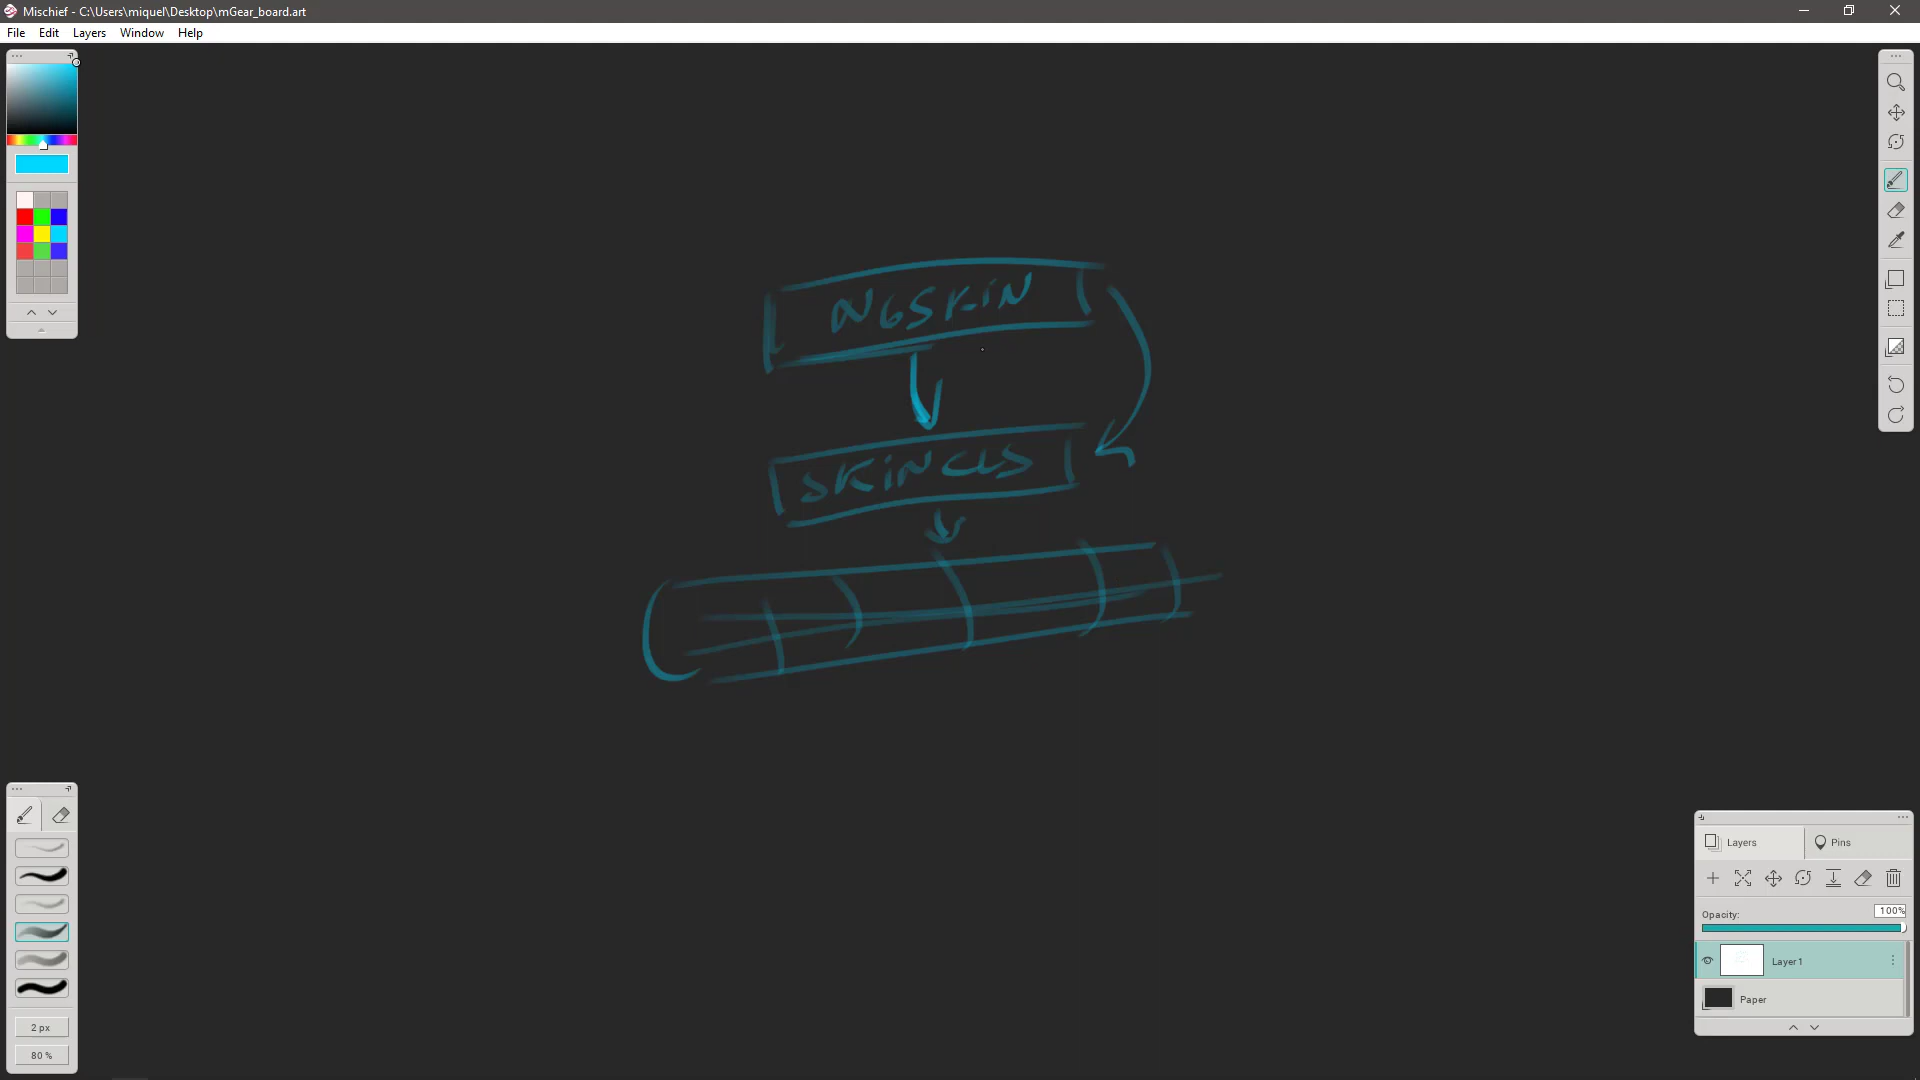 Mischief - C:\Users\miquel\Desktop\mGear_board.art
File Edit Layers Window Help
NGSKiN
SKiNCLS
2 px
80 %
Layers Pins
Opacity: 100%
Layer 1
Paper